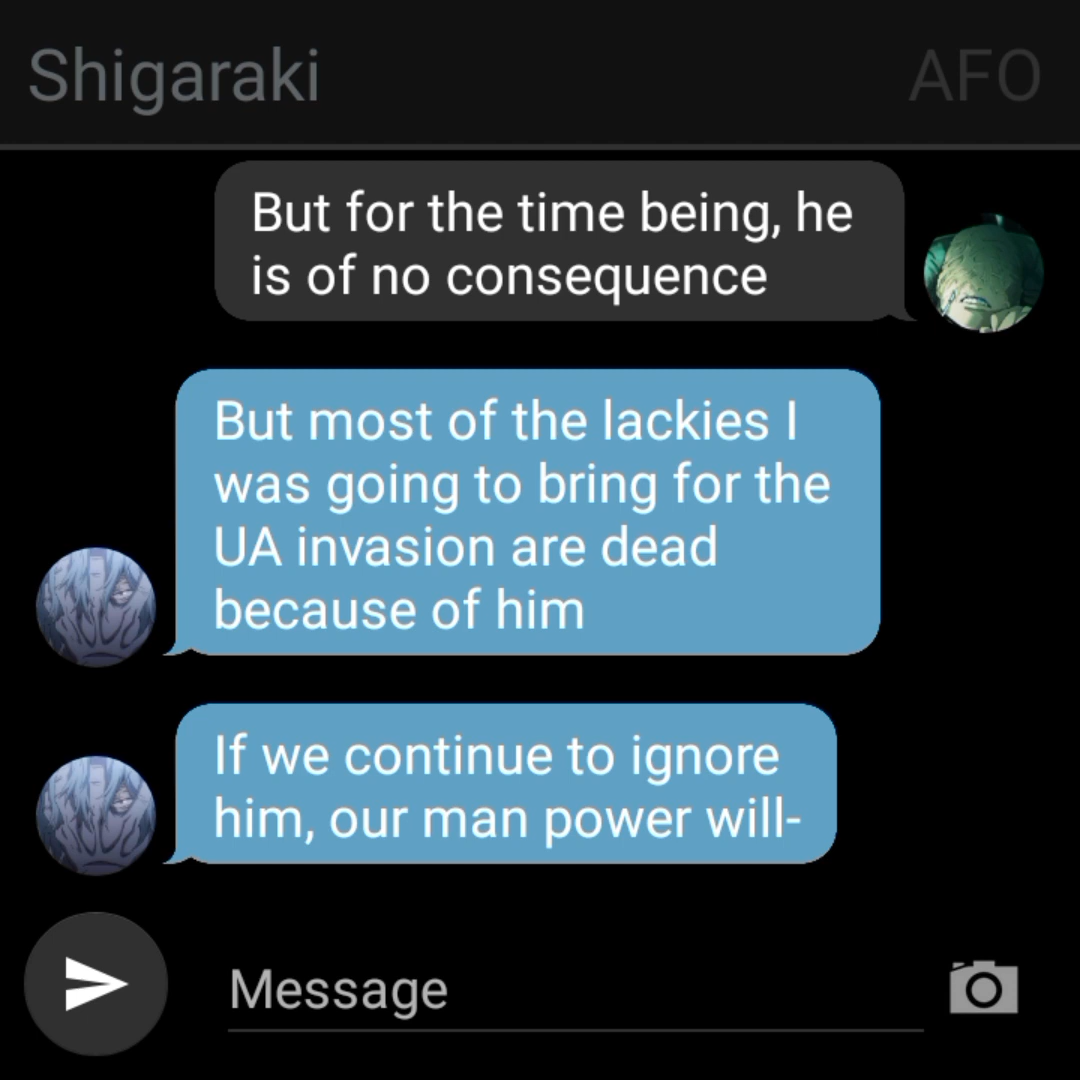 Shigaraki
AFO
But for the time being, he
is of no consequence
But most of the lackies I
was going to bring for the
UA invasion are dead
because of him
If we continue to ignore
him, our man power will-
Message